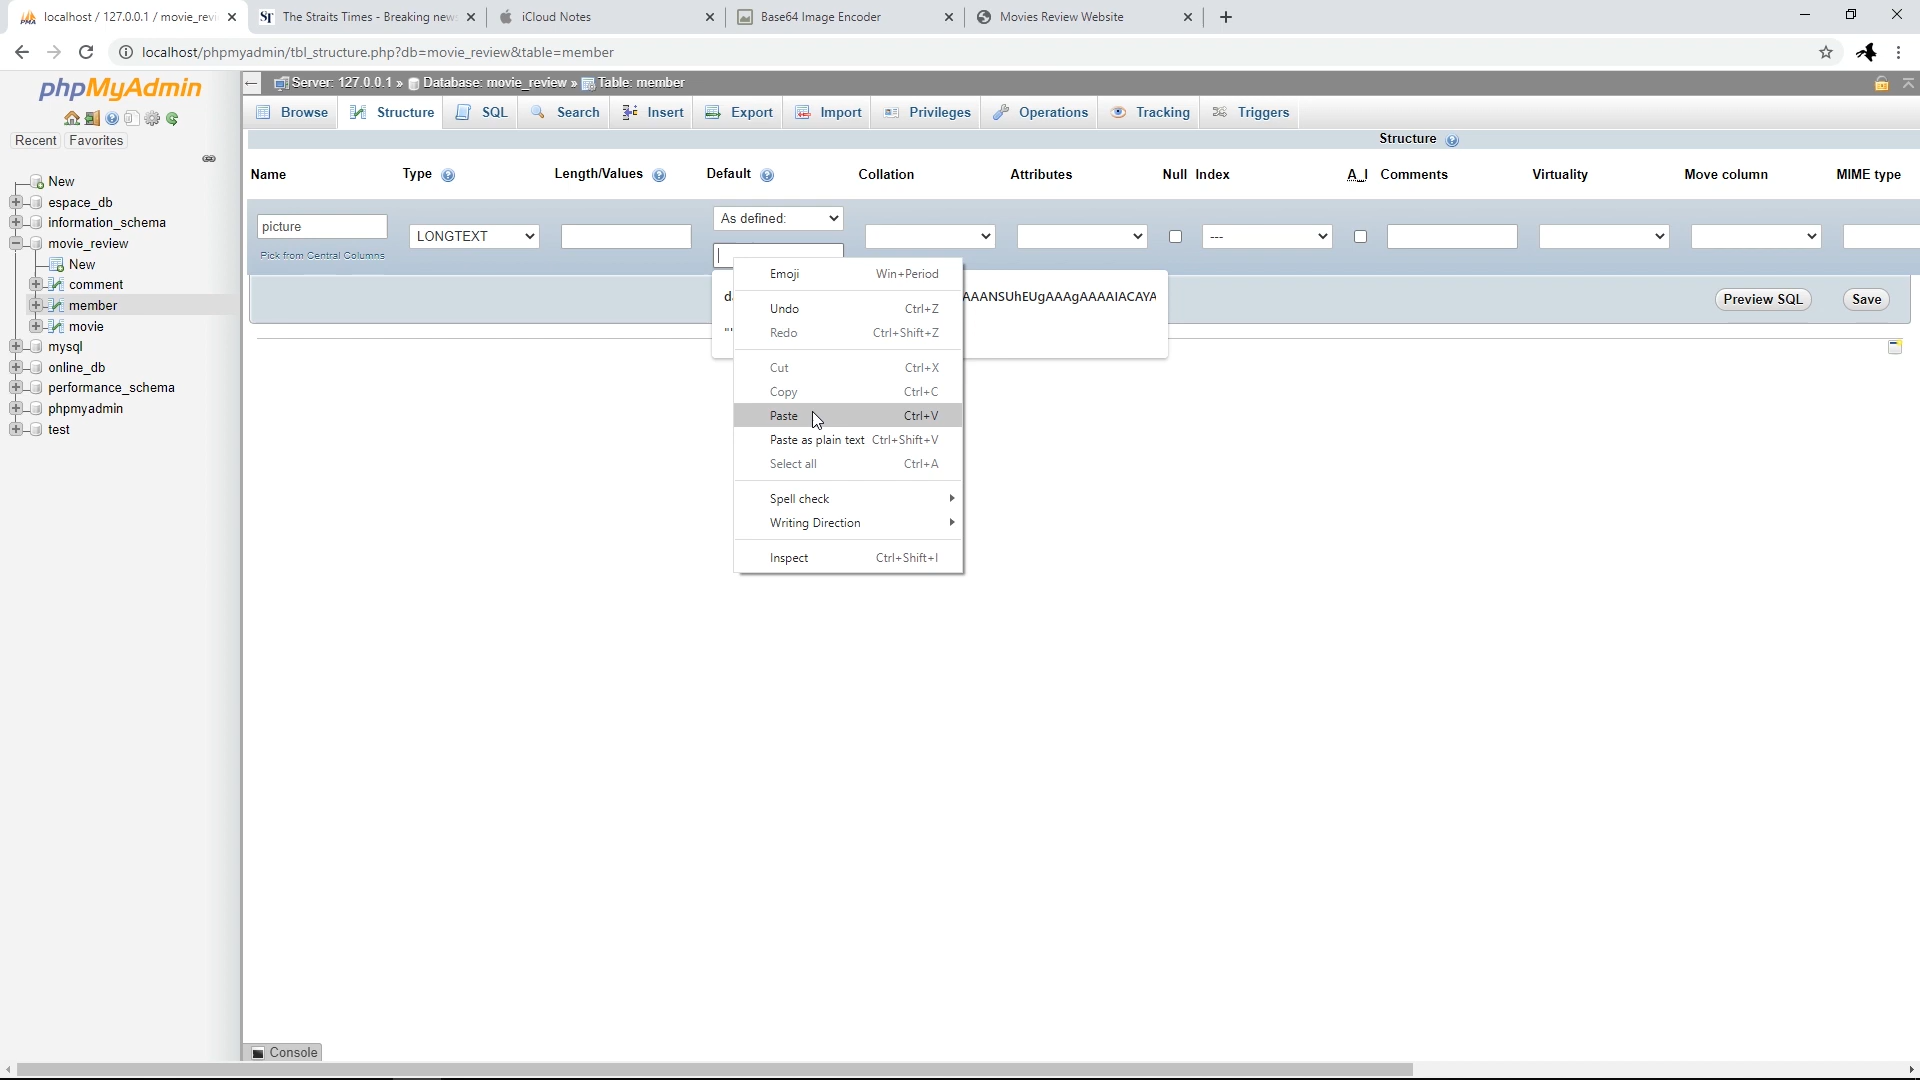 localhost / 127.0.0.1 / movie_revi
The Straits Times - Breaking news
iCloud Notes
Base64 Image Encoder
Movies Review Website
localhost/phpmyadmin/tbl_structure.php?db=movie_review&table=member
phpMyAdmin
Server: 127.0.0.1 » Database: movie_review » Table: member
Browse
Structure
SQL
Search
Insert
Export
Import
Privileges
Operations
Tracking
Triggers
Recent
Favorites
Structure
Name
Type
Length/Values
Default
Collation
Attributes
Null
Index
A_I
Comments
Virtuality
Move column
MIME type
New
espace_db
information_schema
movie_review
New
comment
member
movie
mysql
online_db
performance_schema
phpmyadmin
test
picture
Pick from Central Columns
LONGTEXT
As defined:
---
AAANSUhEUgAAAgAAAAIACAYA
""
Preview SQL
Save
Emoji Win+Period
Undo Ctrl+Z
Redo Ctrl+Shift+Z
Cut Ctrl+X
Copy Ctrl+C
Paste Ctrl+V
Paste as plain text Ctrl+Shift+V
Select all Ctrl+A
Spell check
Writing Direction
Inspect Ctrl+Shift+I
Console